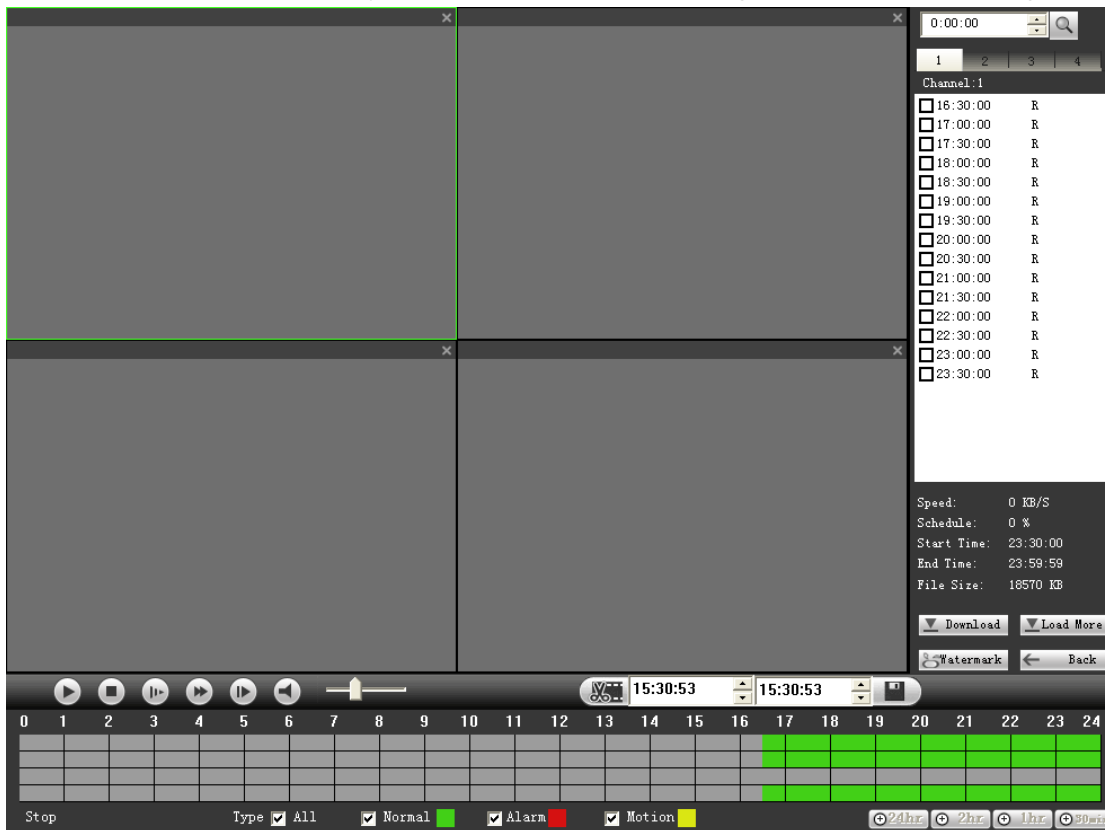 0:00:00
1 2 3 4
Channel:1
16:30:00 R
17:00:00 R
17:30:00 R
18:00:00 R
18:30:00 R
19:00:00 R
19:30:00 R
20:00:00 R
20:30:00 R
21:00:00 R
21:30:00 R
22:00:00 R
22:30:00 R
23:00:00 R
23:30:00 R
Speed: 0 KB/S
Schedule: 0 %
Start Time: 23:30:00
End Time: 23:59:59
File Size: 18570 KB
Download Load More
Watermark Back
15:30:53 15:30:53
0 1 2 3 4 5 6 7 8 9 10 11 12 13 14 15 16 17 18 19 20 21 22 23 24
Stop Type All Normal Alarm Motion 24hr 2hr 1hr 30min